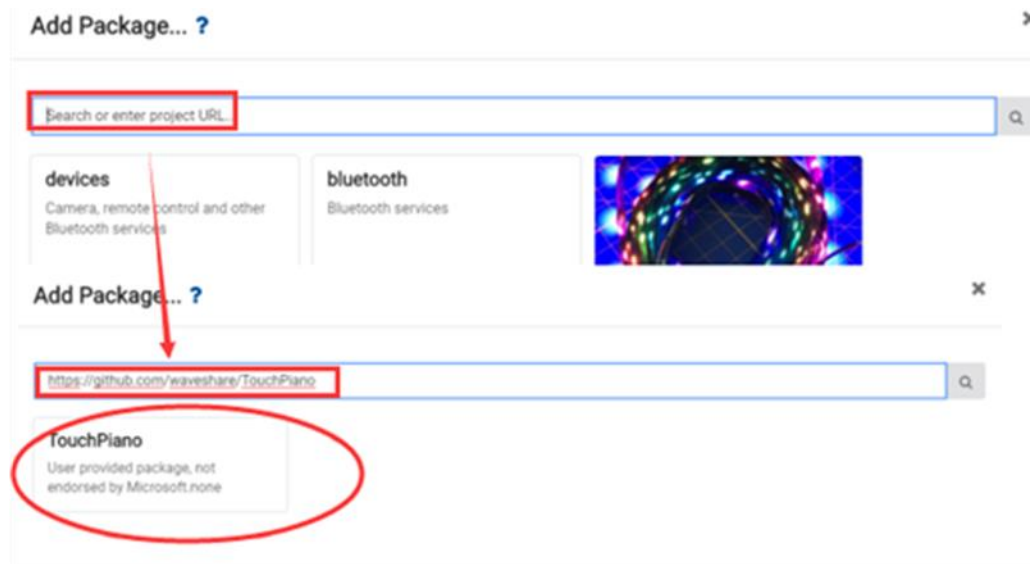 Add Package... ?
Search or enter project URL...
devices
Camera, remote control and other
Bluetooth services
bluetooth
Bluetooth services
Add Package... ?
https://github.com/waveshare/TouchPiano
TouchPiano
User provided package, not
endorsed by Microsoft.none